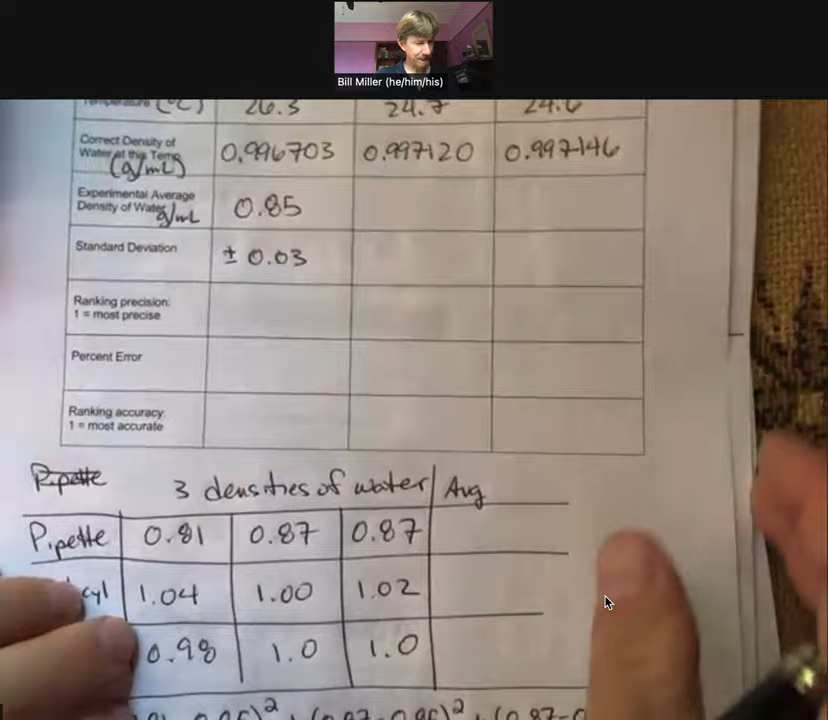 Bill Miller (he/him/his)
Temperature (°C) 26.3 24.7 24.6
Correct Density of
Water at this Temp
(g/mL) 0.996703 0.997120 0.997146
Experimental Average
Density of Water g/mL 0.85
Standard Deviation ± 0.03
Ranking precision:
1 = most precise
Percent Error
Ranking accuracy:
1 = most accurate
Pipette 3 densities of water Avg
Pipette 0.81 0.87 0.87
cyl 1.04 1.00 1.02
0.98 1.0 1.0